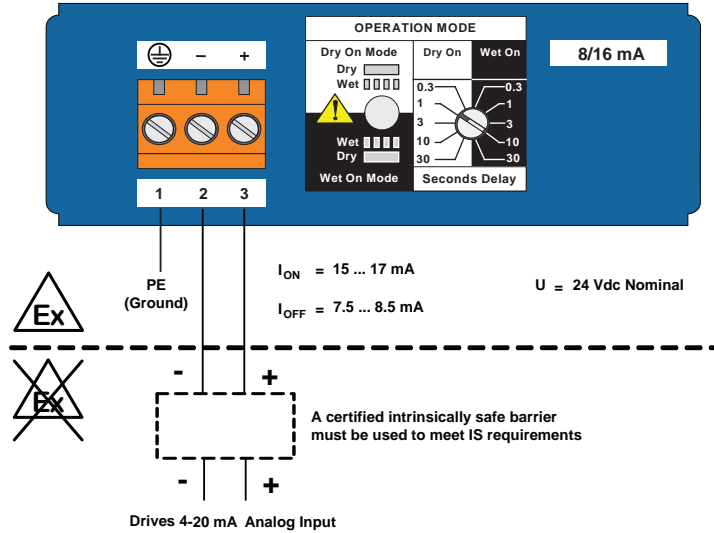 OPERATION MODE
Dry On Mode
Dry On
Wet On
8/16 mA
Dry
Wet
0.3
0.3
1
1
3
3
10
10
30
30
Wet
Dry
Wet On Mode
Seconds Delay
− +
1 2 3
PE
(Ground)
ION = 15 ... 17 mA
IOFF = 7.5 ... 8.5 mA
U = 24 Vdc Nominal
Ex
Ex
- +
A certified intrinsically safe barrier
must be used to meet IS requirements
- +
Drives 4-20 mA Analog Input